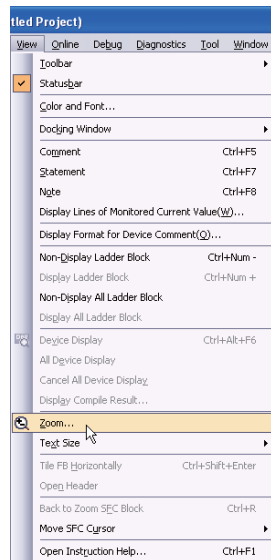 tled Project)
View Online Debug Diagnostics Tool Window
Toolbar
Statusbar
Color and Font...
Docking Window
Comment Ctrl+F5
Statement Ctrl+F7
Note Ctrl+F8
Display Lines of Monitored Current Value(W)...
Display Format for Device Comment(O)...
Non-Display Ladder Block Ctrl+Num -
Display Ladder Block Ctrl+Num +
Non-Display All Ladder Block
Display All Ladder Block
Device Display Ctrl+Alt+F6
All Device Display
Cancel All Device Display
Display Compile Result...
Zoom...
Text Size
Tile FB Horizontally Ctrl+Shift+Enter
Open Header
Back to Zoom SFC Block Ctrl+R
Move SFC Cursor
Open Instruction Help... Ctrl+F1